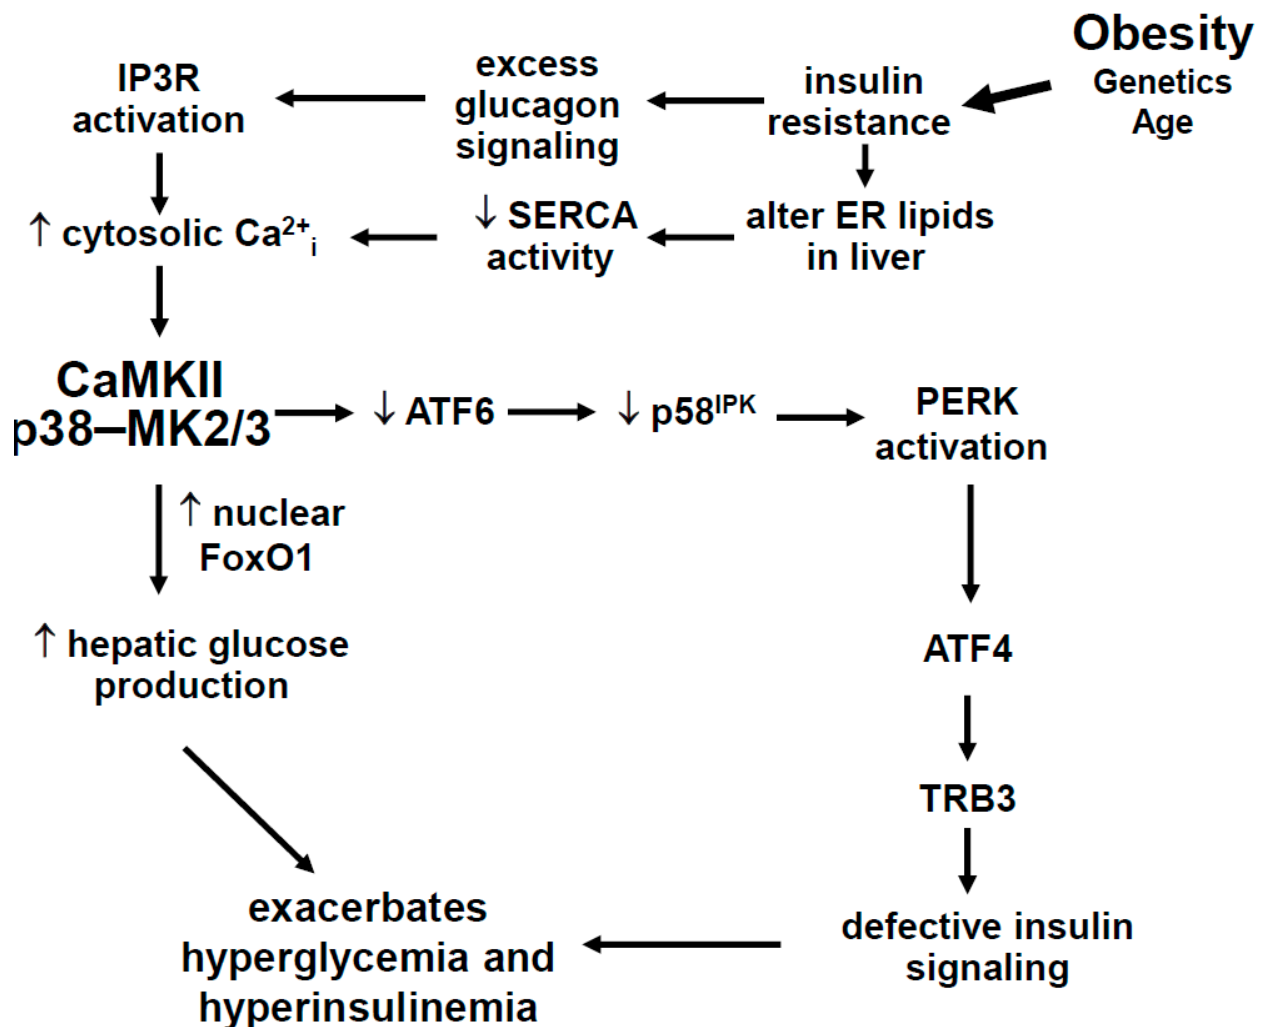 Obesity
Genetics
Age
insulin
resistance
excess
glucagon
signaling
IP3R
activation
alter ER lipids
in liver
↓ SERCA
activity
↑ cytosolic Ca²⁺ᵢ
CaMKII
p38–MK2/3
↓ ATF6
↓ p58ᴵᴾᴷ
PERK
activation
↑ nuclear
FoxO1
↑ hepatic glucose
production
ATF4
TRB3
defective insulin
signaling
exacerbates
hyperglycemia and
hyperinsulinemia